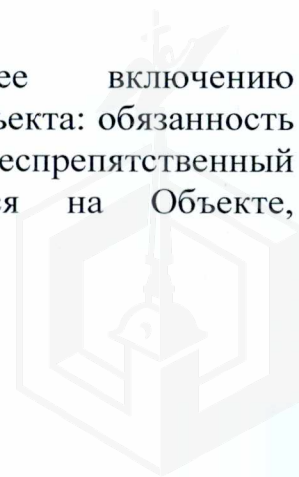 ее включению
ъекта: обязанность
еспрепятственный
я на Объекте,